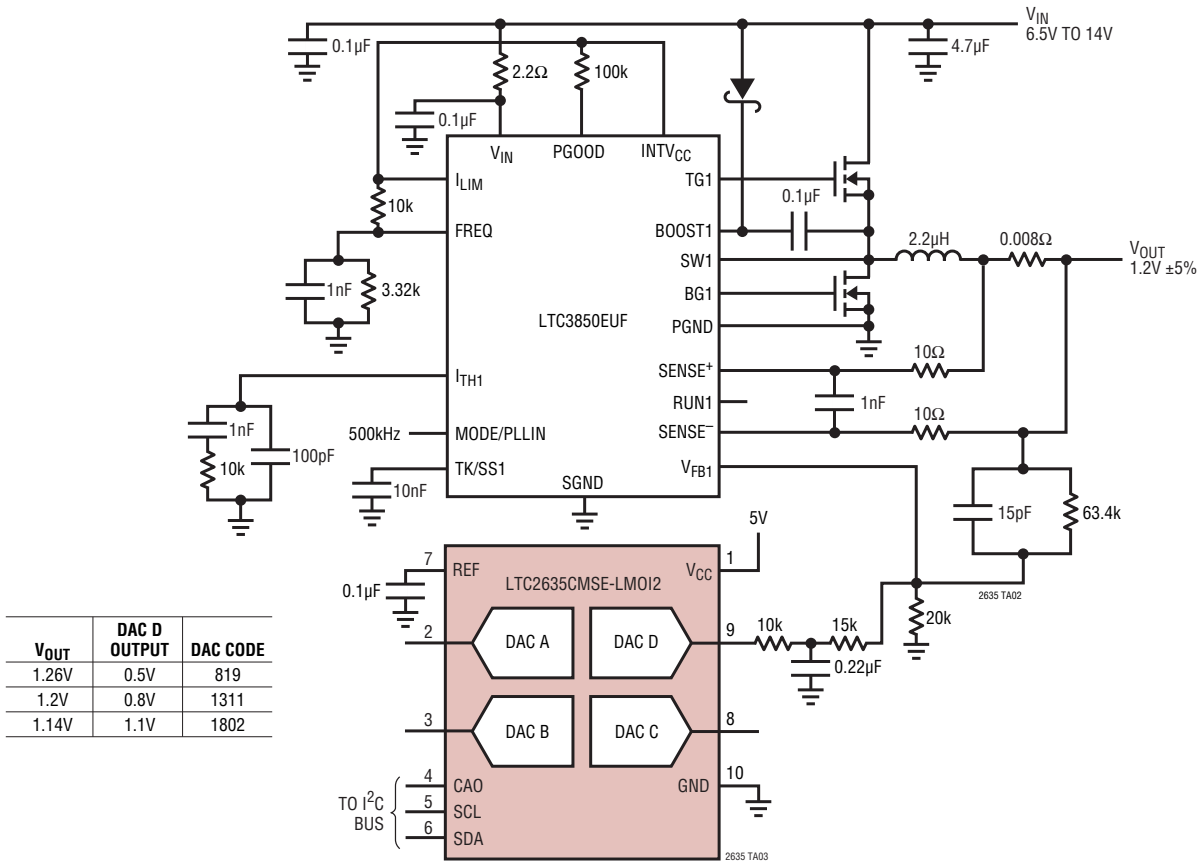 VIN
6.5V TO 14V
0.1µF
2.2Ω
100k
4.7µF
0.1µF
VIN
PGOOD
INTVCC
ILIM
TG1
10k
0.1µF
FREQ
BOOST1
2.2µH
0.008Ω
VOUT
1.2V ±5%
SW1
1nF
3.32k
BG1
LTC3850EUF
PGND
10Ω
SENSE+
ITH1
RUN1
1nF
10Ω
1nF
500kHz
MODE/PLLIN
SENSE–
100pF
10k
TK/SS1
VFB1
10nF
SGND
15pF
63.4k
5V
7
REF
LTC2635CMSE-LMOI2
VCC
1
0.1µF
2635 TA02
20k
2
DAC A
DAC D
9
10k
15k
0.22µF
VOUT
DAC D
OUTPUT
DAC CODE
1.26V 0.5V 819
1.2V 0.8V 1311
1.14V 1.1V 1802
3
DAC B
DAC C
8
4
CAO
GND
10
TO I2C
BUS
5
SCL
6
SDA
2635 TA03